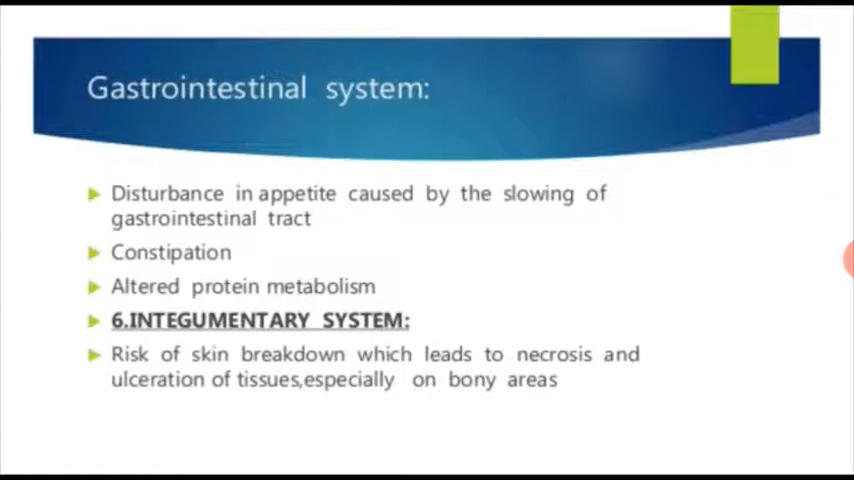 Gastrointestinal system:
Disturbance in appetite caused by the slowing of
gastrointestinal tract
Constipation
Altered protein metabolism
6.INTEGUMENTARY SYSTEM:
Risk of skin breakdown which leads to necrosis and
ulceration of tissues,especially on bony areas